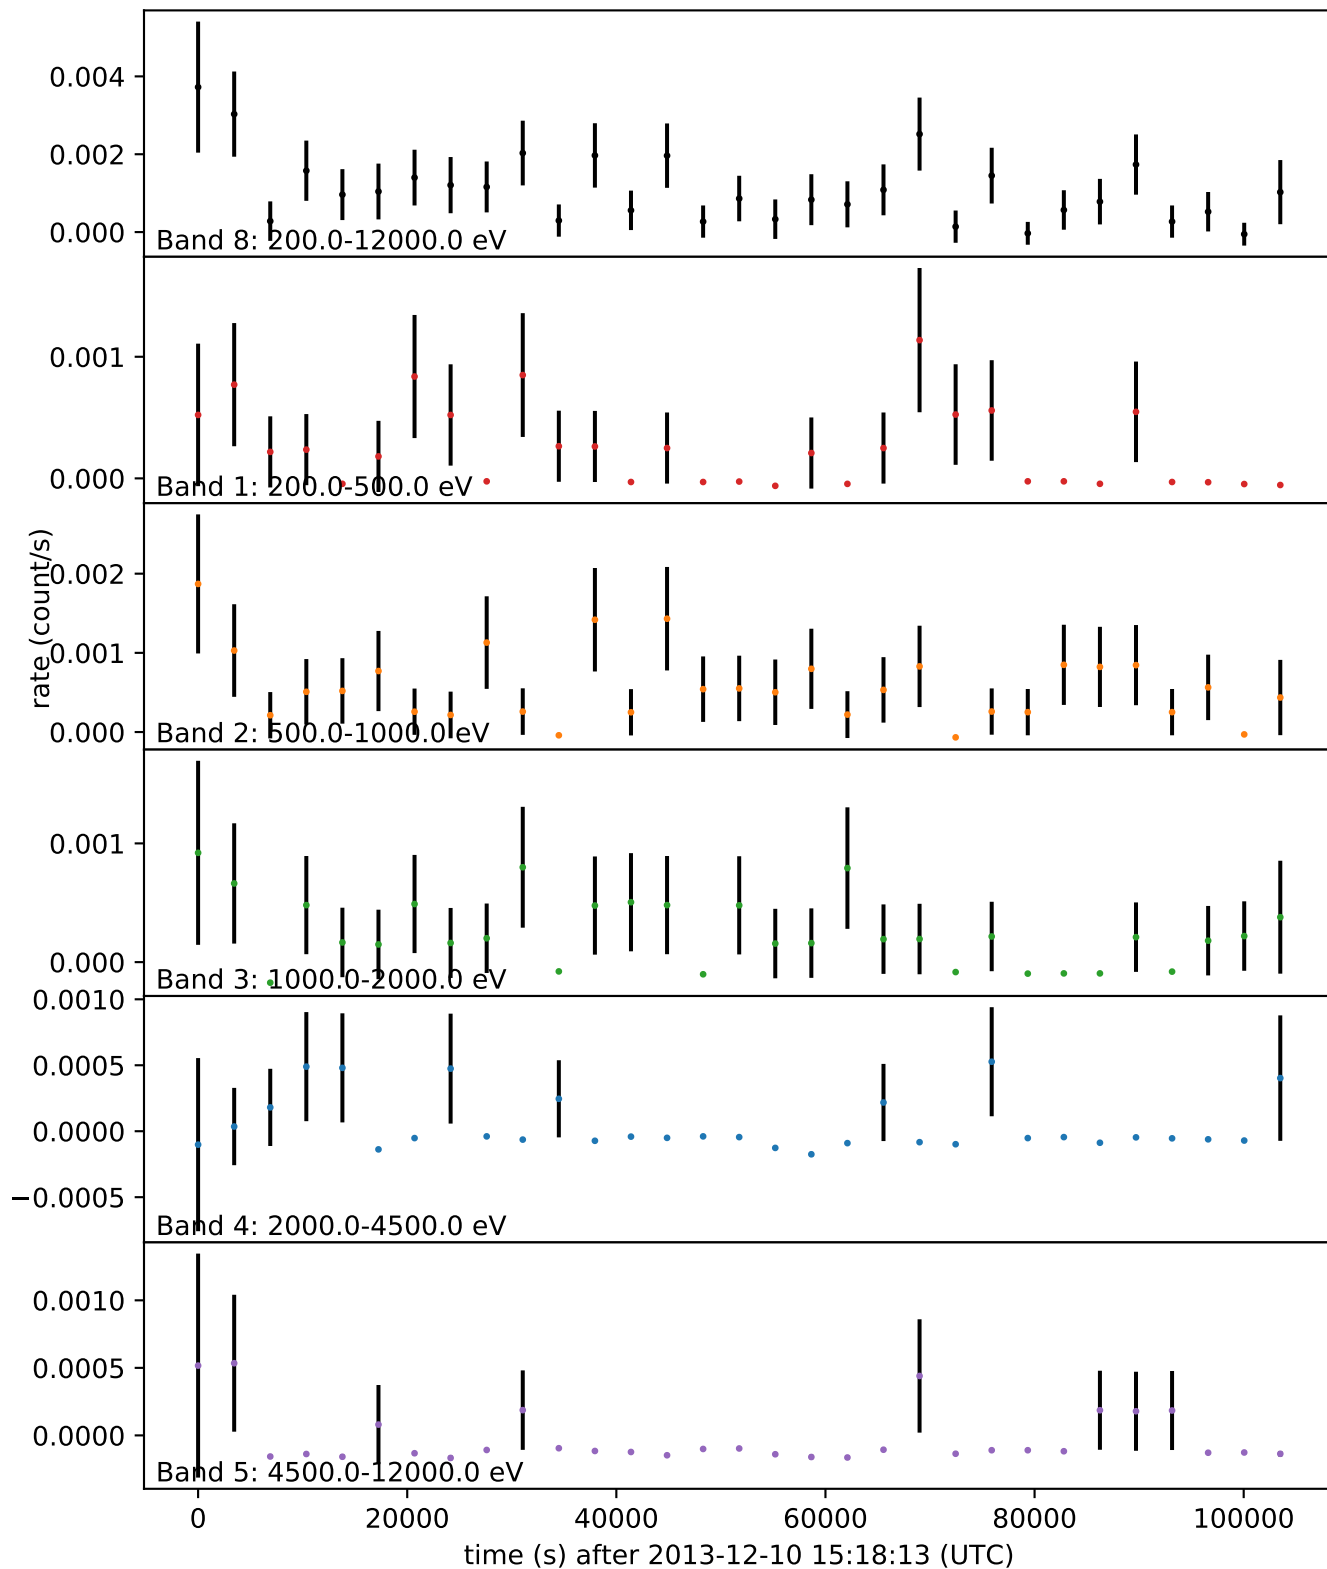 0.004
0.002
0.000
Band 8: 200.0-12000.0 eV
0.001
0.000
Band 1: 200.0-500.0 eV
rate (count/s)
0.002
0.001
0.000
Band 2: 500.0-1000.0 eV
0.001
0.000
Band 3: 1000.0-2000.0 eV
0.0010
0.0005
0.0000
−0.0005
Band 4: 2000.0-4500.0 eV
0.0010
0.0005
0.0000
Band 5: 4500.0-12000.0 eV
0 20000 40000 60000 80000 100000
time (s) after 2013-12-10 15:18:13 (UTC)